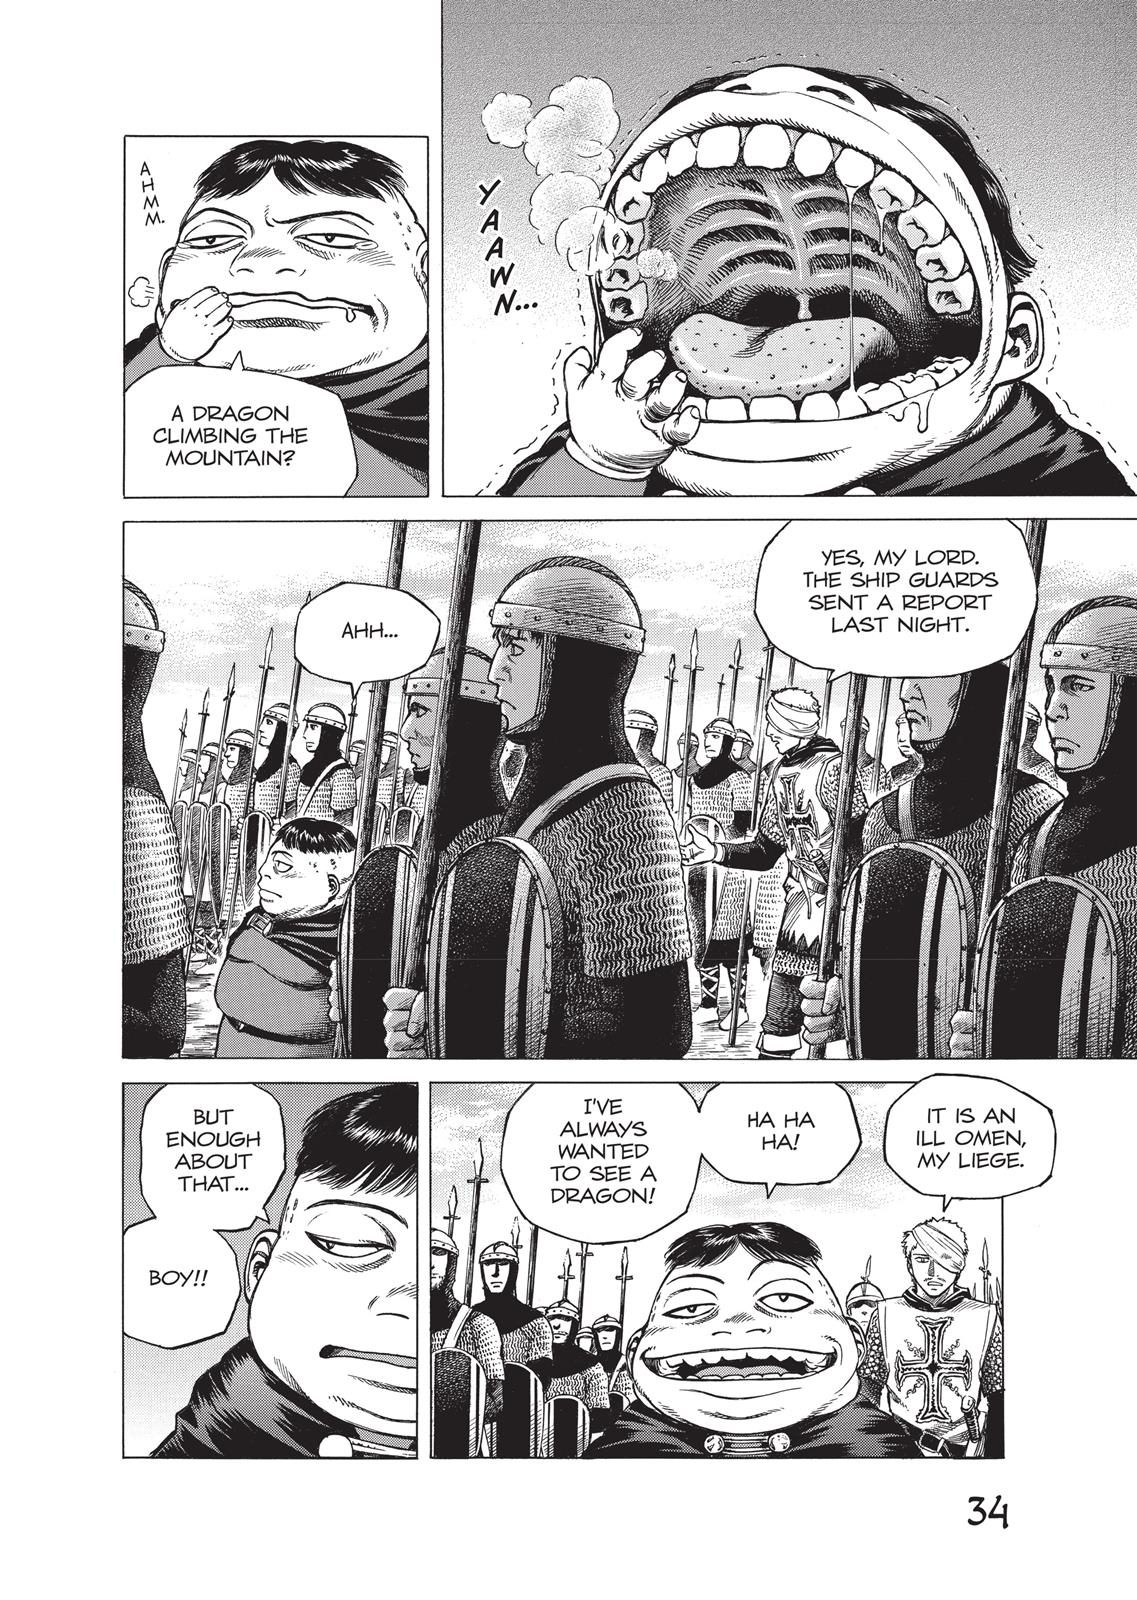 YAAWN...
AHMM.
A DRAGON
CLIMBING THE
MOUNTAIN?
YES, MY LORD.
THE SHIP GUARDS
SENT A REPORT
LAST NIGHT.
AHH...
IT IS AN
ILL OMEN,
MY LIEGE.
HA HA
HA!
I'VE
ALWAYS
WANTED
TO SEE A
DRAGON!
BUT
ENOUGH
ABOUT
THAT...
BOY!!
34